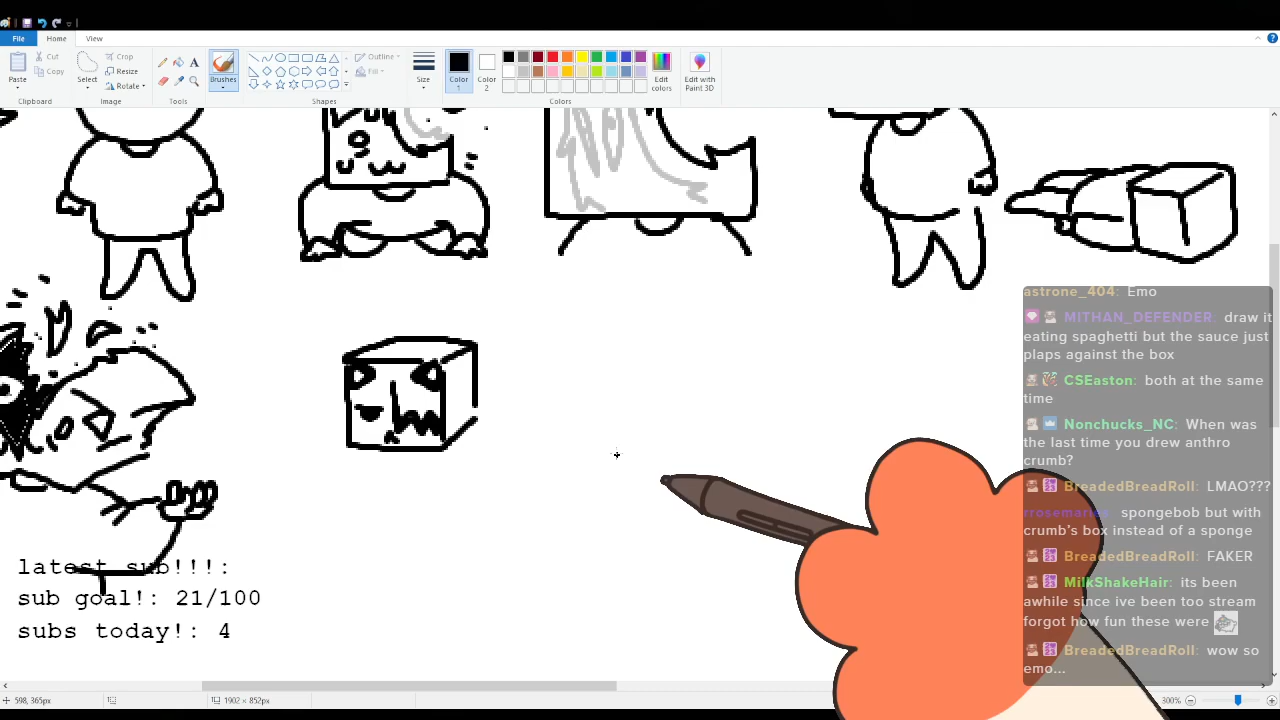 File
Home
View
Cut
Crop
Outline
Copy
Resize
Fill
Rotate
Paste
Select
Brushes
Size
Color
1
Color
2
Edit
colors
Edit with
Paint 3D
Clipboard
Image
Tools
Shapes
Colors
astrone_404: Emo
MITHAN_DEFENDER: draw it
eating spaghetti but the sauce just
plaps against the box
CSEaston: both at the same
time
Nonchucks_NC: When was
the last time you drew anthro
crumb?
BreadedBreadRoll: LMAO???
rrosemaries: spongebob but with
crumb's box instead of a sponge
BreadedBreadRoll: FAKER
MilkShakeHair: its been
awhile since ive been too stream
forgot how fun these were
BreadedBreadRoll: wow so
emo...
latest sub!!!:
sub goal!: 21/100
subs today!: 4
598, 365px
1902 × 852px
300%